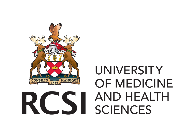 RCSI
UNIVERSITY
OF MEDICINE
AND HEALTH
SCIENCES